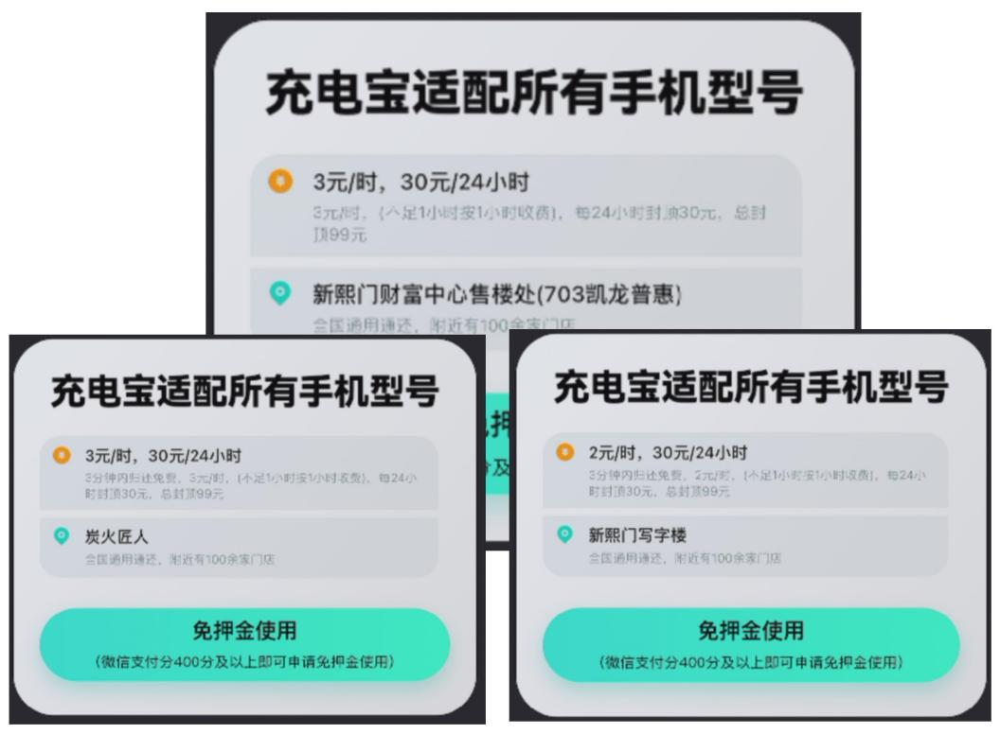 充电宝适配所有手机型号
3元/时，30元/24小时
3元/时，(不足1小时按1小时收费)，每24小时封顶30元，总封
顶99元
新熙门财富中心售楼处(703凯龙普惠)
全国通用通还，附近有100余家门店
充电宝适配所有手机型号
3元/时，30元/24小时
3分钟内归还免费，3元/时，(不足1小时按1小时收费)，每24小
时封顶30元，总封顶99元
炭火匠人
全国通用通还，附近有100余家门店
免押金使用
（微信支付分400分及以上即可申请免押金使用）
充电宝适配所有手机型号
2元/时，30元/24小时
3分钟内归还免费，2元/时，(不足1小时按1小时收费)，每24小
时封顶30元，总封顶99元
新熙门写字楼
全国通用通还，附近有100余家门店
免押金使用
（微信支付分400分及以上即可申请免押金使用）